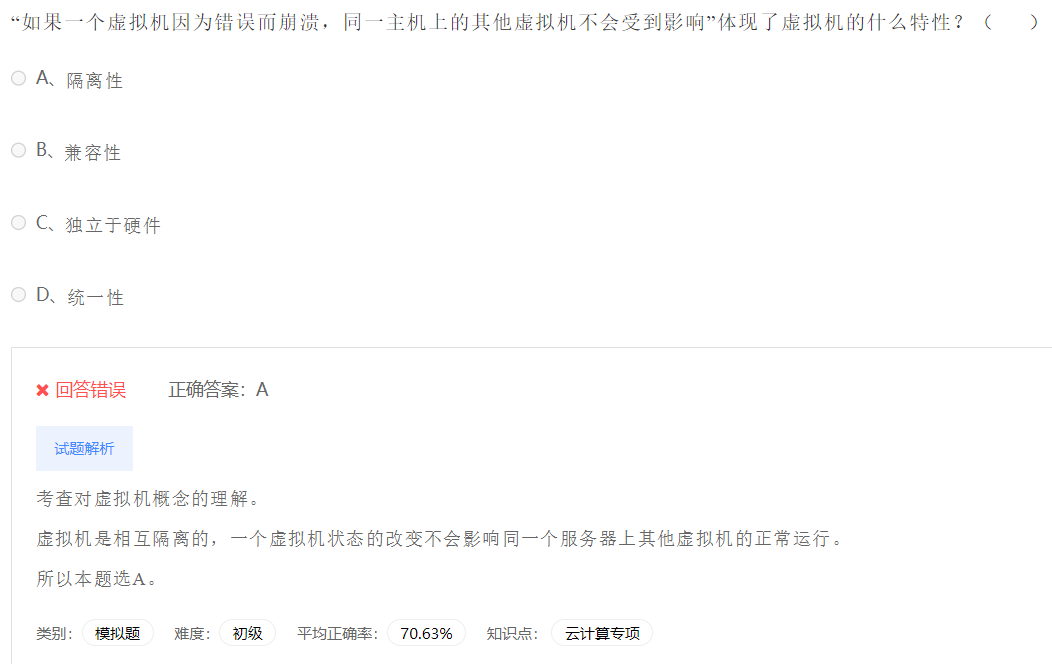 “如果一个虚拟机因为错误而崩溃，同一主机上的其他虚拟机不会受到影响”体现了虚拟机的什么特性？（　　）
A、隔离性
B、兼容性
C、独立于硬件
D、统一性
回答错误 正确答案：A
试题解析
考查对虚拟机概念的理解。
虚拟机是相互隔离的，一个虚拟机状态的改变不会影响同一个服务器上其他虚拟机的正常运行。
所以本题选A。
类别： 模拟题 难度： 初级 平均正确率： 70.63% 知识点： 云计算专项